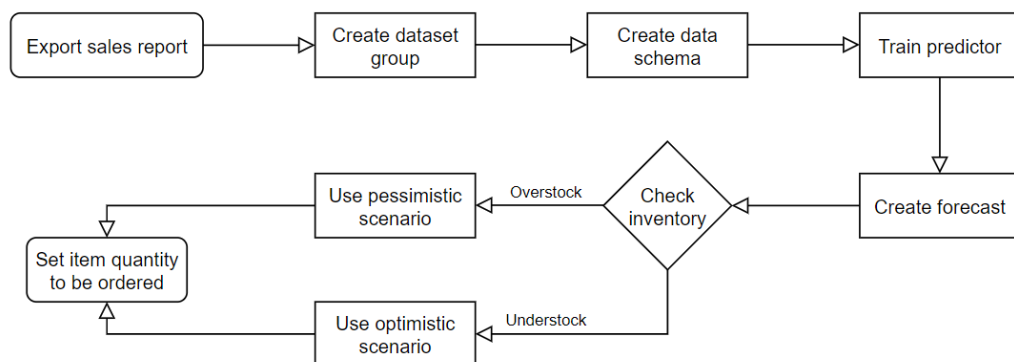 Export sales report
Create dataset
group
Create data
schema
Train predictor
Create forecast
Check
inventory
Overstock
Use pessimistic
scenario
Understock
Use optimistic
scenario
Set item quantity
to be ordered